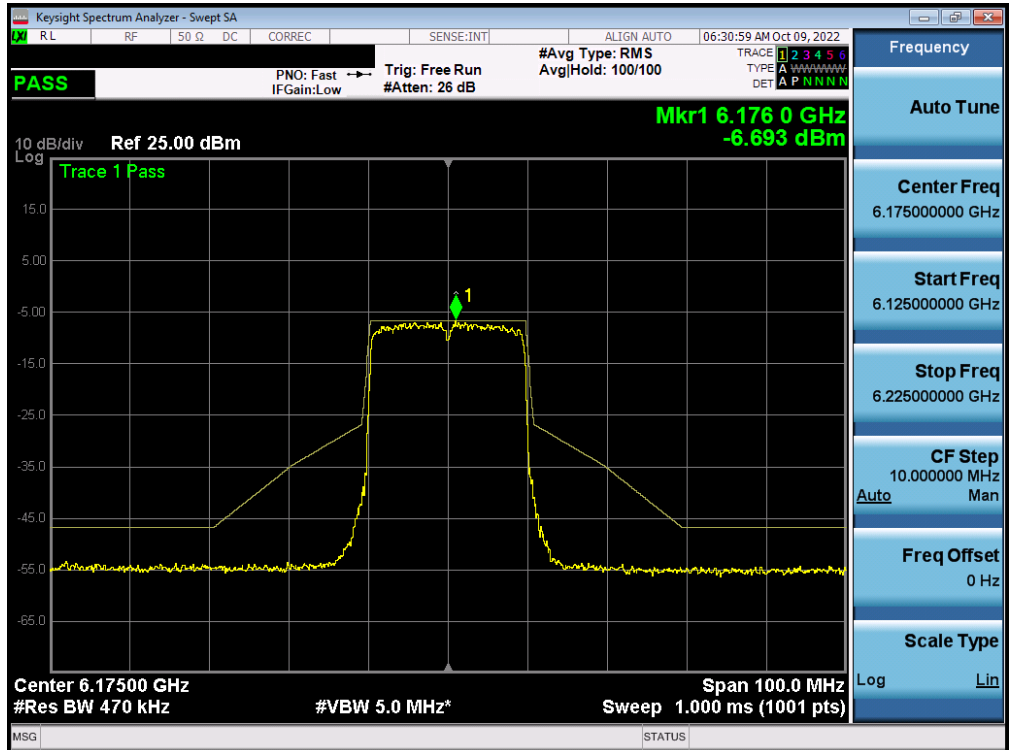 Keysight Spectrum Analyzer - Swept SA
LXI RL RF 50 Ω DC CORREC SENSE:INT ALIGN AUTO 06:30:59 AM Oct 09, 2022
PASS
PNO: Fast
IFGain:Low
Trig: Free Run
#Atten: 26 dB
#Avg Type: RMS
Avg|Hold: 100/100
TRACE 1 2 3 4 5 6
TYPE A WWWWW
DET A P N N N N
Mkr1 6.176 0 GHz
-6.693 dBm
10 dB/div Ref 25.00 dBm
Log
Trace 1 Pass
15.0
5.00
1
-5.00
-15.0
-25.0
-35.0
-45.0
-55.0
-65.0
Center 6.17500 GHz Span 100.0 MHz
#Res BW 470 kHz #VBW 5.0 MHz* Sweep 1.000 ms (1001 pts)
MSG STATUS
Frequency
Auto Tune
Center Freq
6.175000000 GHz
Start Freq
6.125000000 GHz
Stop Freq
6.225000000 GHz
CF Step
10.000000 MHz
Auto Man
Freq Offset
0 Hz
Scale Type
Log Lin